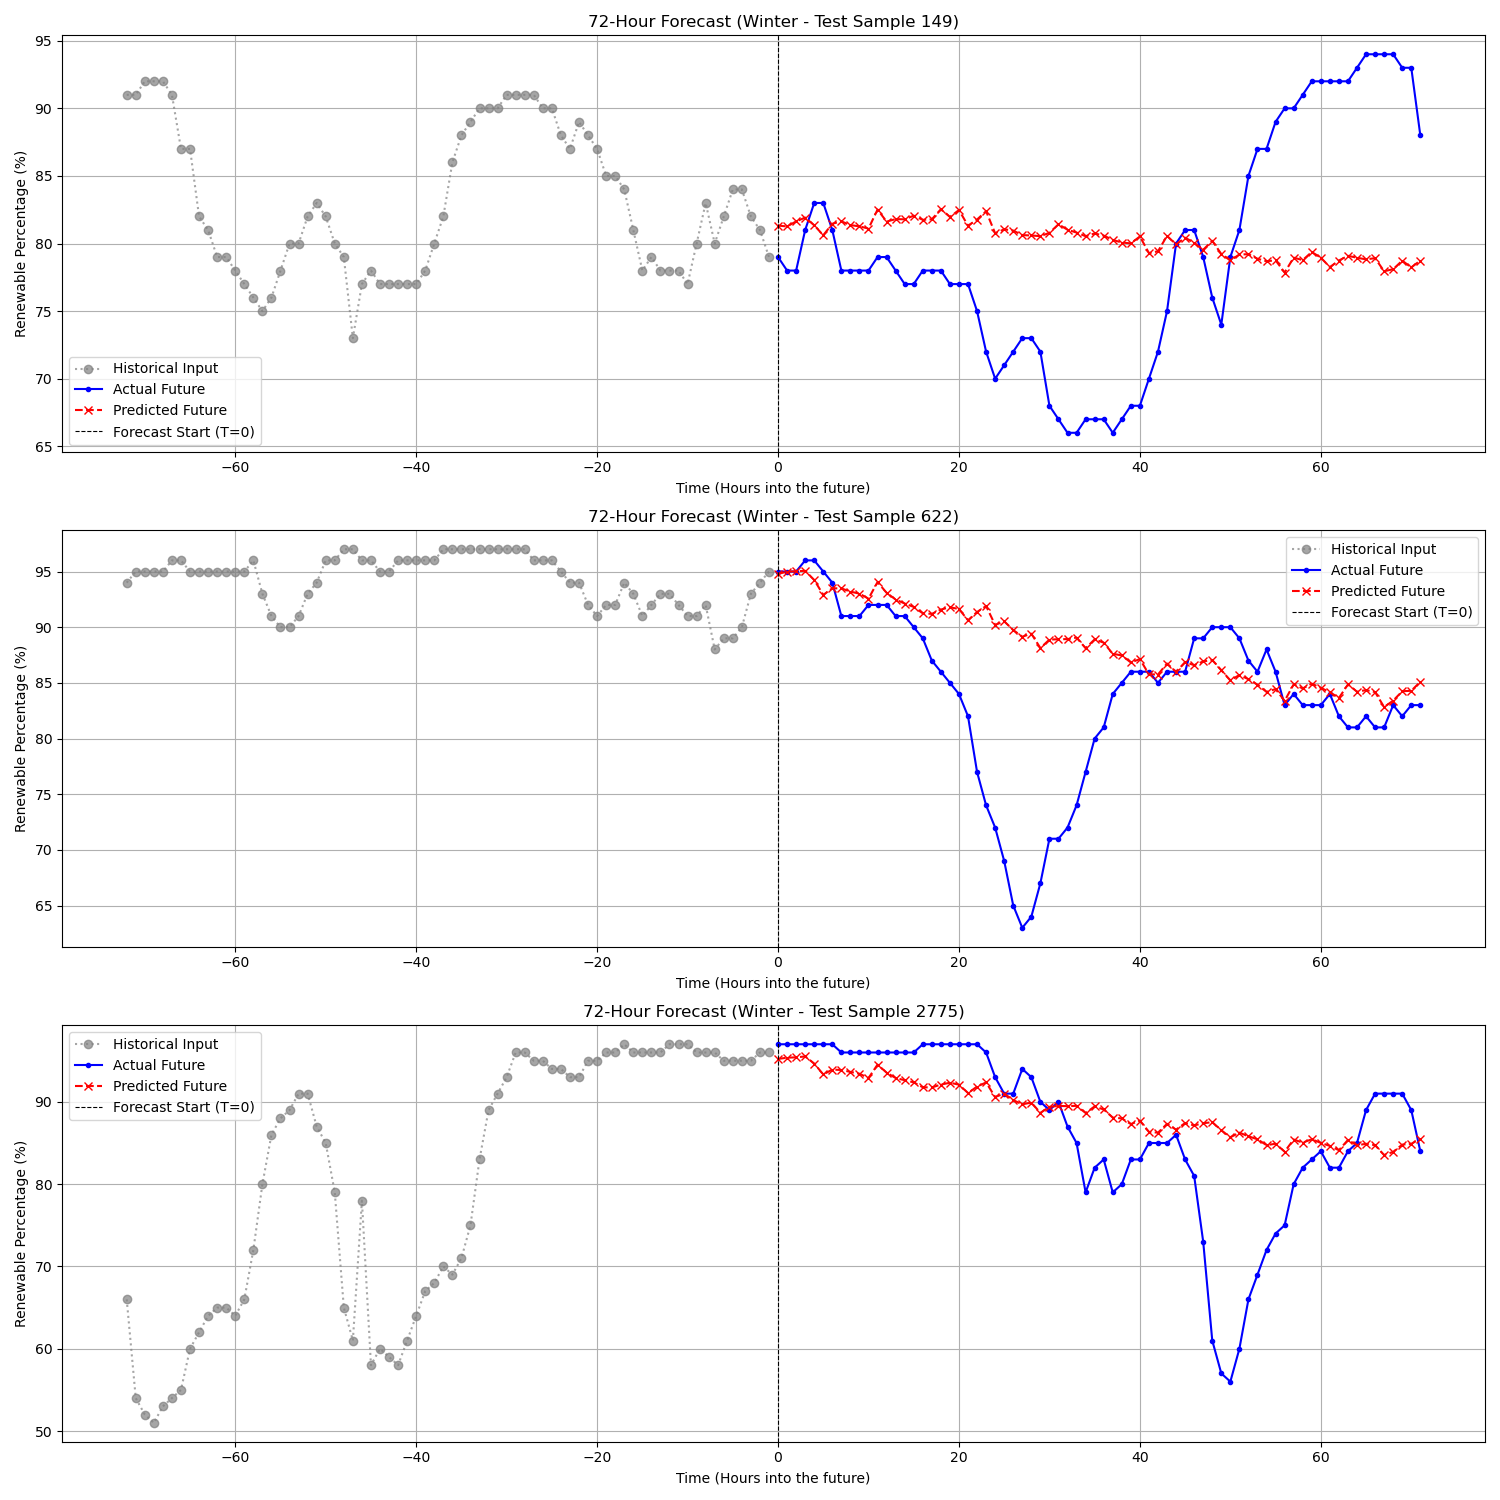 72-Hour Forecast (Winter - Test Sample 149)
95
90
85
80
75
70
65
Renewable Percentage (%)
Historical Input
Actual Future
Predicted Future
Forecast Start (T=0)
−60
−40
−20
0
20
40
60
Time (Hours into the future)
72-Hour Forecast (Winter - Test Sample 622)
95
90
85
80
75
70
65
Renewable Percentage (%)
Historical Input
Actual Future
Predicted Future
Forecast Start (T=0)
−60
−40
−20
0
20
40
60
Time (Hours into the future)
72-Hour Forecast (Winter - Test Sample 2775)
90
80
70
60
50
Renewable Percentage (%)
Historical Input
Actual Future
Predicted Future
Forecast Start (T=0)
−60
−40
−20
0
20
40
60
Time (Hours into the future)